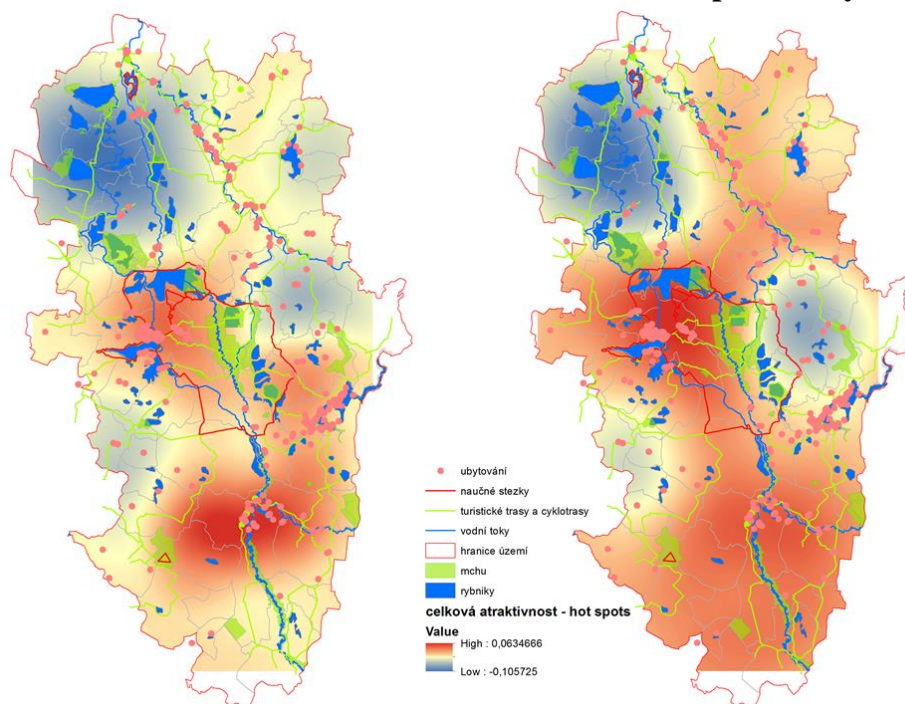 ubytování
naučné stezky
turistické trasy a cyklotrasy
vodní toky
hranice území
mchu
rybniky
celková atraktivnost - hot spots
Value
High : 0,0634666
Low : -0,105725